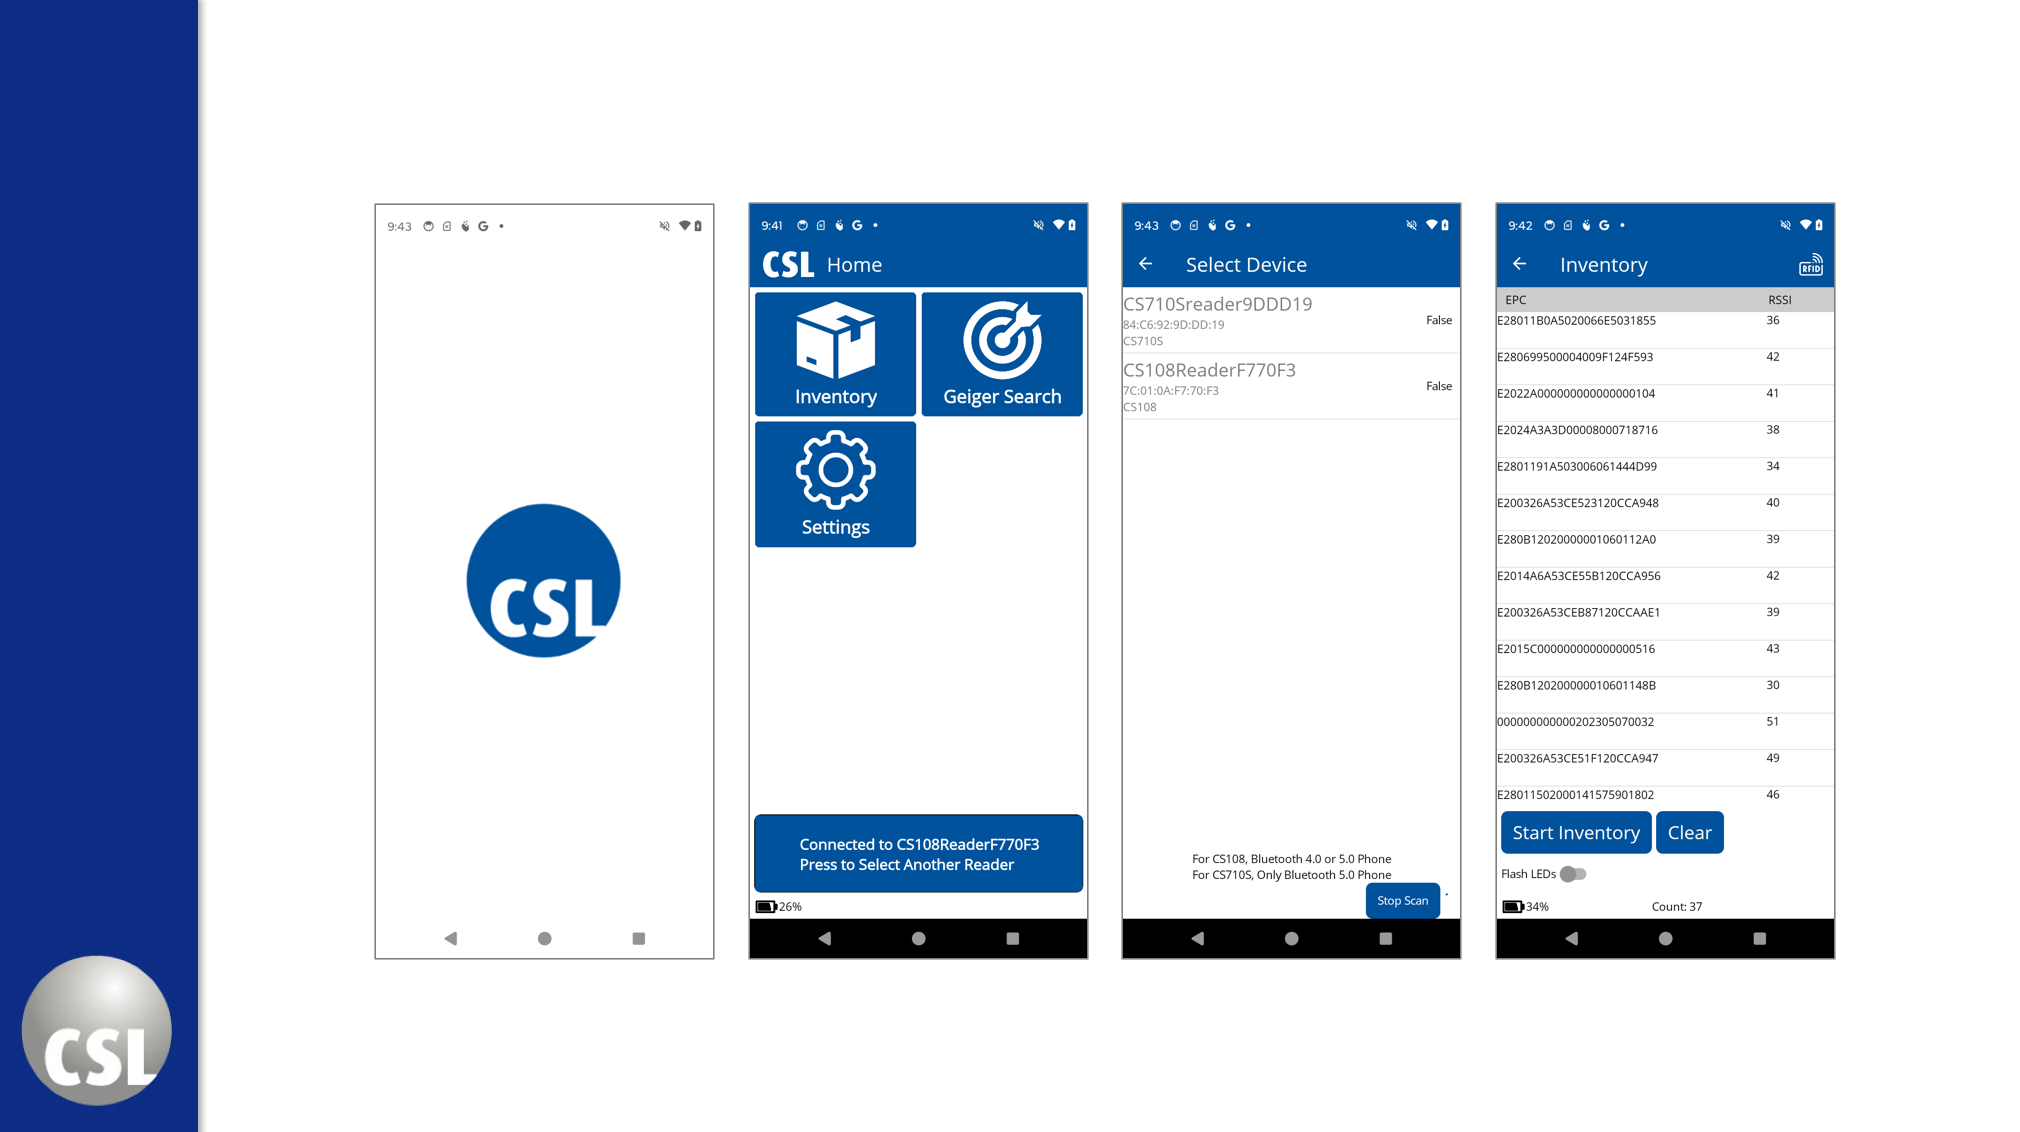 CSL
9:43
CSL
9:41
CSL Home
Inventory
Geiger Search
Settings
Connected to CS108ReaderF770F3
Press to Select Another Reader
26%
9:43
Select Device
CS710Sreader9DDD19
84:C6:92:9D:DD:19
CS710S
False
CS108ReaderF770F3
7C:01:0A:F7:70:F3
CS108
False
For CS108, Bluetooth 4.0 or 5.0 Phone
For CS710S, Only Bluetooth 5.0 Phone
Stop Scan
9:42
Inventory
RFID
EPC RSSI
E28011B0A5020066E5031855 36
E280699500004009F124F593 42
E2022A000000000000000104 41
E2024A3A3D00008000718716 38
E2801191A503006061444D99 34
E200326A53CE523120CCA948 40
E280B12020000001060112A0 39
E2014A6A53CE55B120CCA956 42
E200326A53CEB87120CCAAE1 39
E2015C000000000000000516 43
E280B120200000010601148B 30
000000000000202305070032 51
E200326A53CE51F120CCA947 49
E280115020001415759018​02 46
Start Inventory
Clear
Flash LEDs
34%
Count: 37